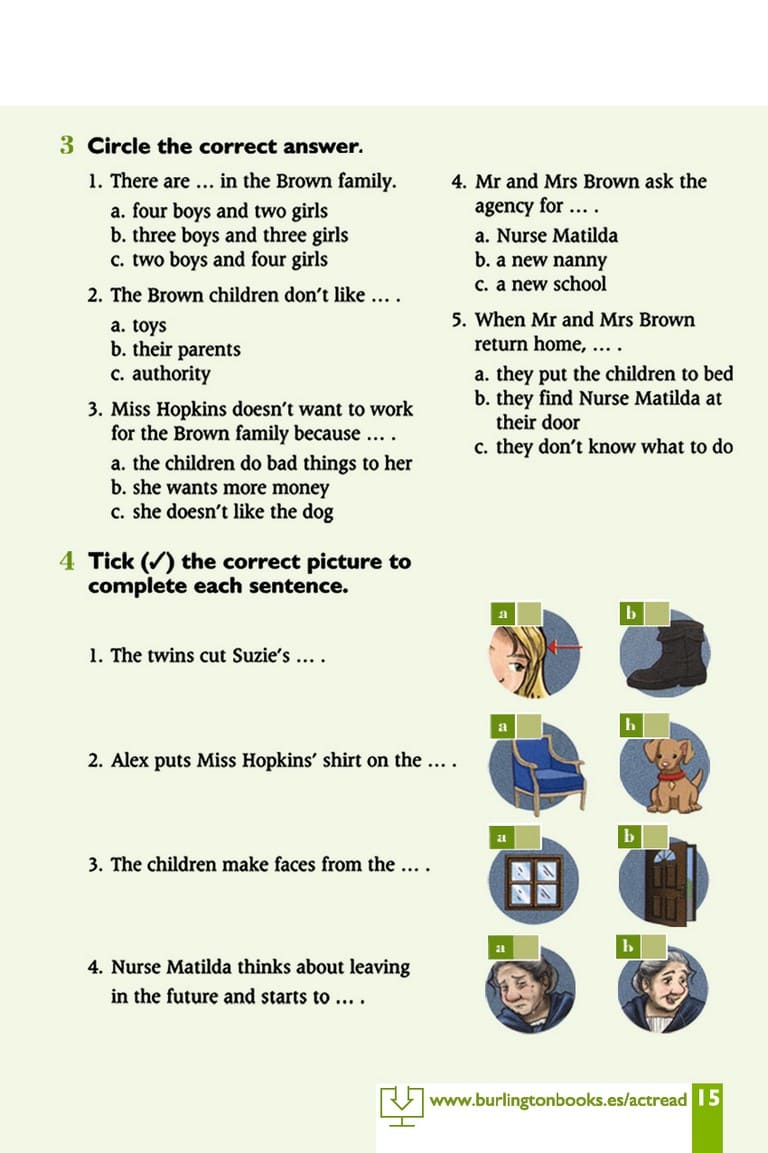 3 Circle the correct answer.
1. There are ... in the Brown family.
a. four boys and two girls
b. three boys and three girls
c. two boys and four girls
2. The Brown children don't like ... .
a. toys
b. their parents
c. authority
3. Miss Hopkins doesn't want to work
for the Brown family because ... .
a. the children do bad things to her
b. she wants more money
c. she doesn't like the dog
4. Mr and Mrs Brown ask the
agency for ... .
a. Nurse Matilda
b. a new nanny
c. a new school
5. When Mr and Mrs Brown
return home, ... .
a. they put the children to bed
b. they find Nurse Matilda at
their door
c. they don't know what to do
4 Tick (✓) the correct picture to
complete each sentence.
a b
1. The twins cut Suzie's ... .
a b
2. Alex puts Miss Hopkins' shirt on the ... .
a b
3. The children make faces from the ... .
a b
4. Nurse Matilda thinks about leaving
in the future and starts to ... .
www.burlingtonbooks.es/actread 15